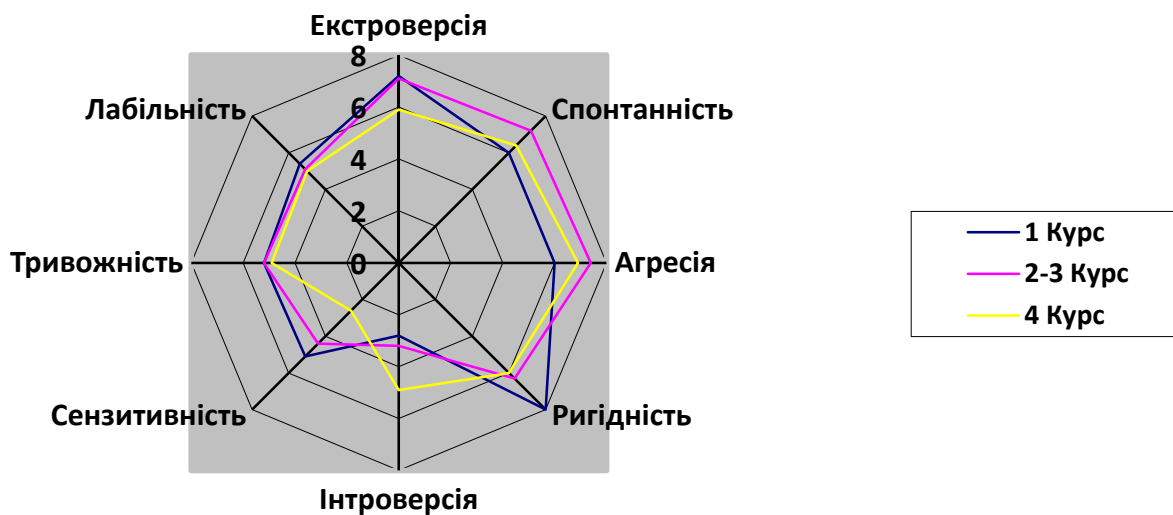 Екстроверсія
8
Лабільність
Спонтанність
6
4
2
Тривожність
0
Агресія
Сензитивність
Ригідність
Інтроверсія
1 Курс
2-3 Курс
4 Курс